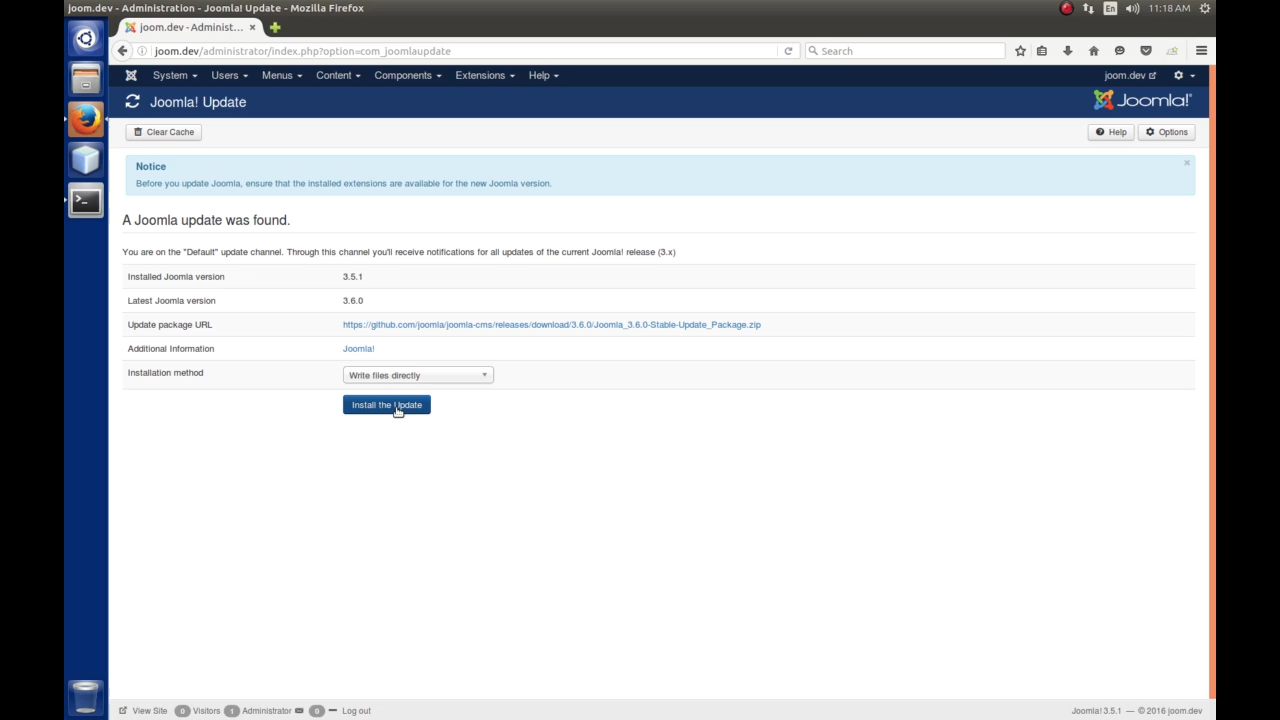 joom.dev - Administration - Joomla! Update - Mozilla Firefox
En
11:18 AM
joom.dev - Administ... ×
joom.dev/administrator/index.php?option=com_joomlaupdate
Search
System Users Menus Content Components Extensions Help
joom.dev
Joomla! Update
Joomla!®
Clear Cache
Help
Options
Notice
×
Before you update Joomla, ensure that the installed extensions are available for the new Joomla version.
A Joomla update was found.
You are on the "Default" update channel. Through this channel you'll receive notifications for all updates of the current Joomla! release (3.x)
Installed Joomla version 3.5.1
Latest Joomla version 3.6.0
Update package URL https://github.com/joomla/joomla-cms/releases/download/3.6.0/Joomla_3.6.0-Stable-Update_Package.zip
Additional Information Joomla!
Installation method Write files directly
Install the Update
View Site 0 Visitors 1 Administrator 0 Log out
Joomla! 3.5.1 — © 2016 joom.dev